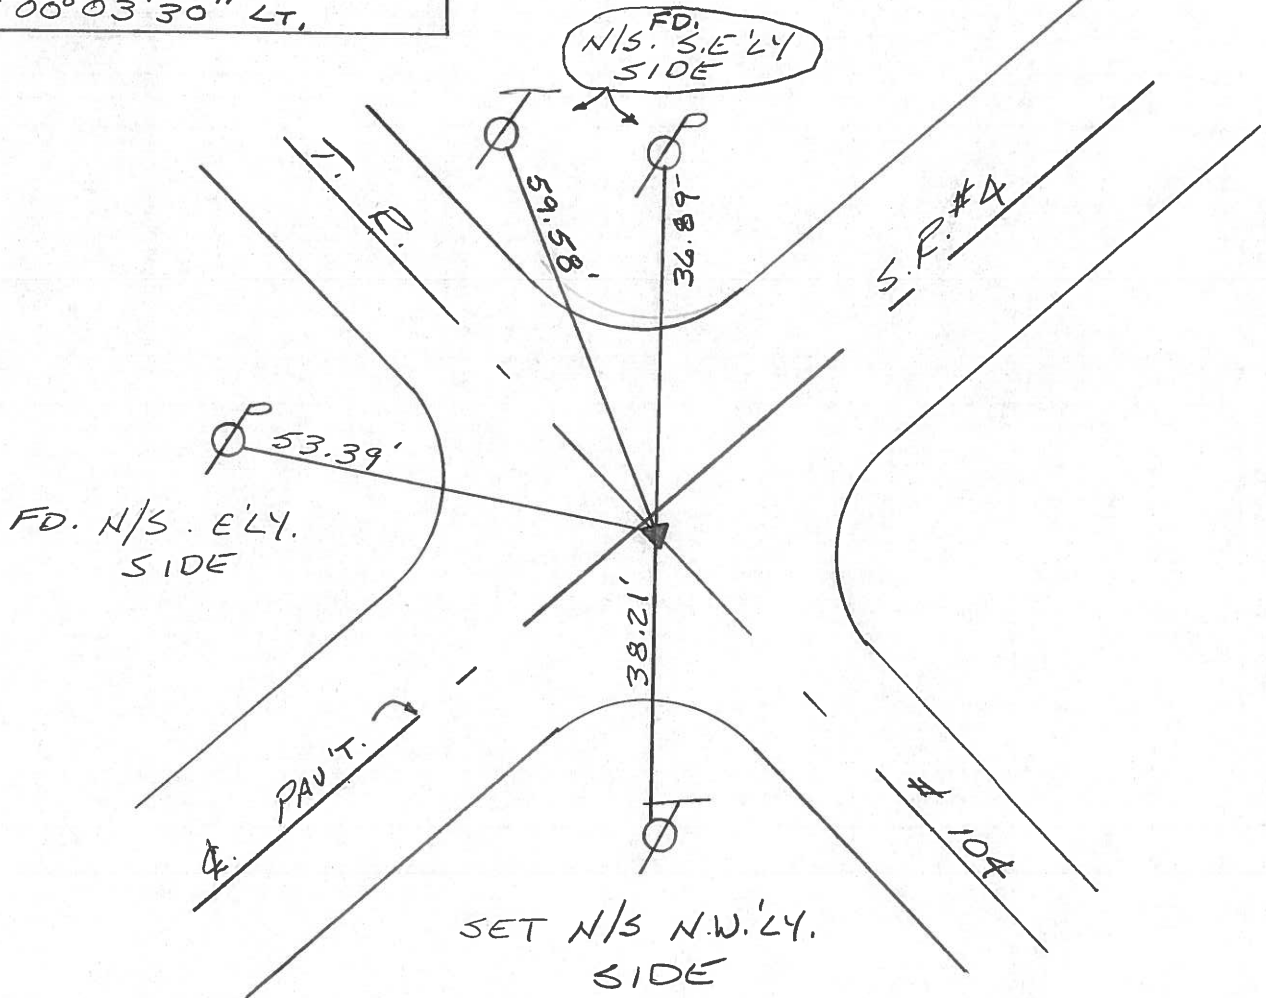 00°03'30" LT.
FD.
N/S. S.E'LY
SIDE
T. R.
59.58'
36.89'
S.R. #4
53.39'
FD. N/S. E'LY.
SIDE
38.21'
℄. PAV'T.
# 104
SET N/S N.W.'LY.
SIDE